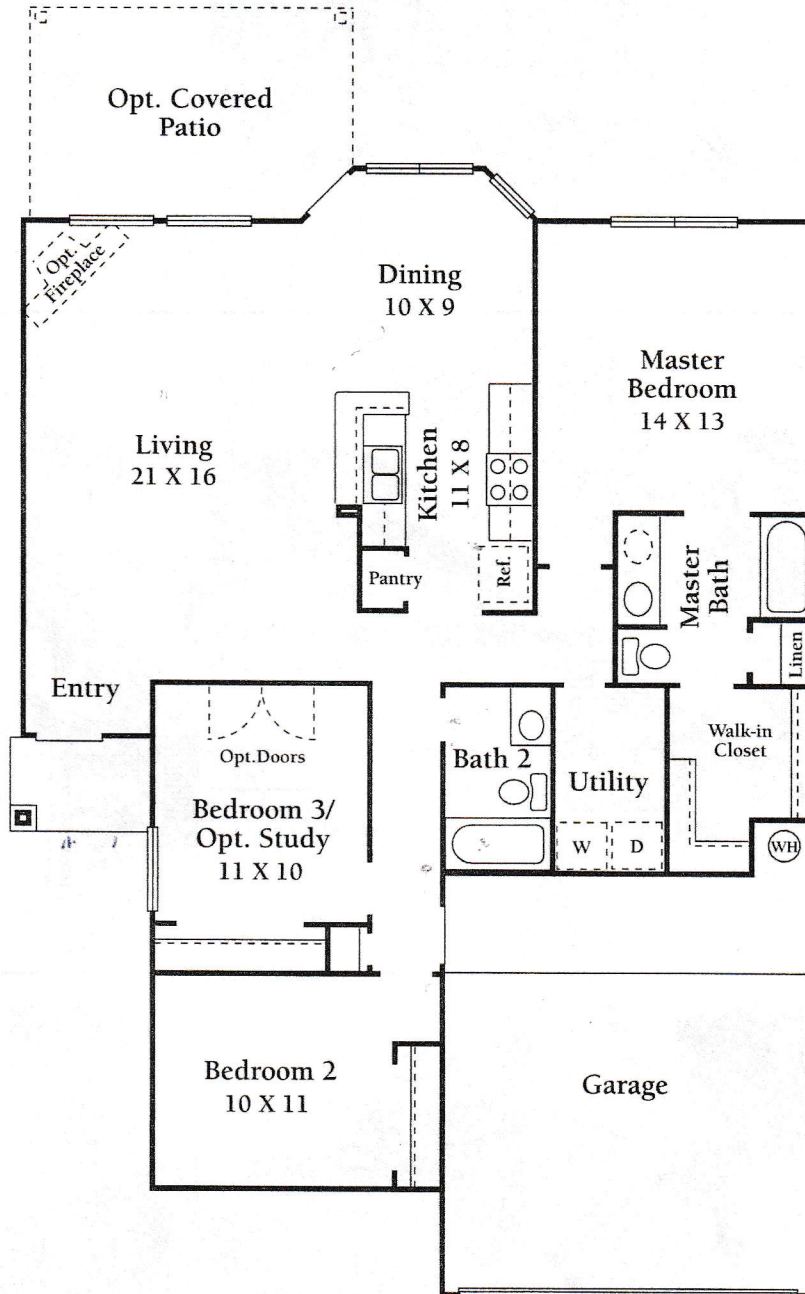 Opt. Covered
Patio
Opt.
Fireplace
Dining
10 X 9
Master
Bedroom
14 X 13
Living
21 X 16
Kitchen
11 X 8
Pantry
Ref.
Master
Bath
Linen
Entry
Opt.Doors
Bedroom 3/
Opt. Study
11 X 10
Bath 2
Utility
W
D
Walk-in
Closet
WH
Bedroom 2
10 X 11
Garage